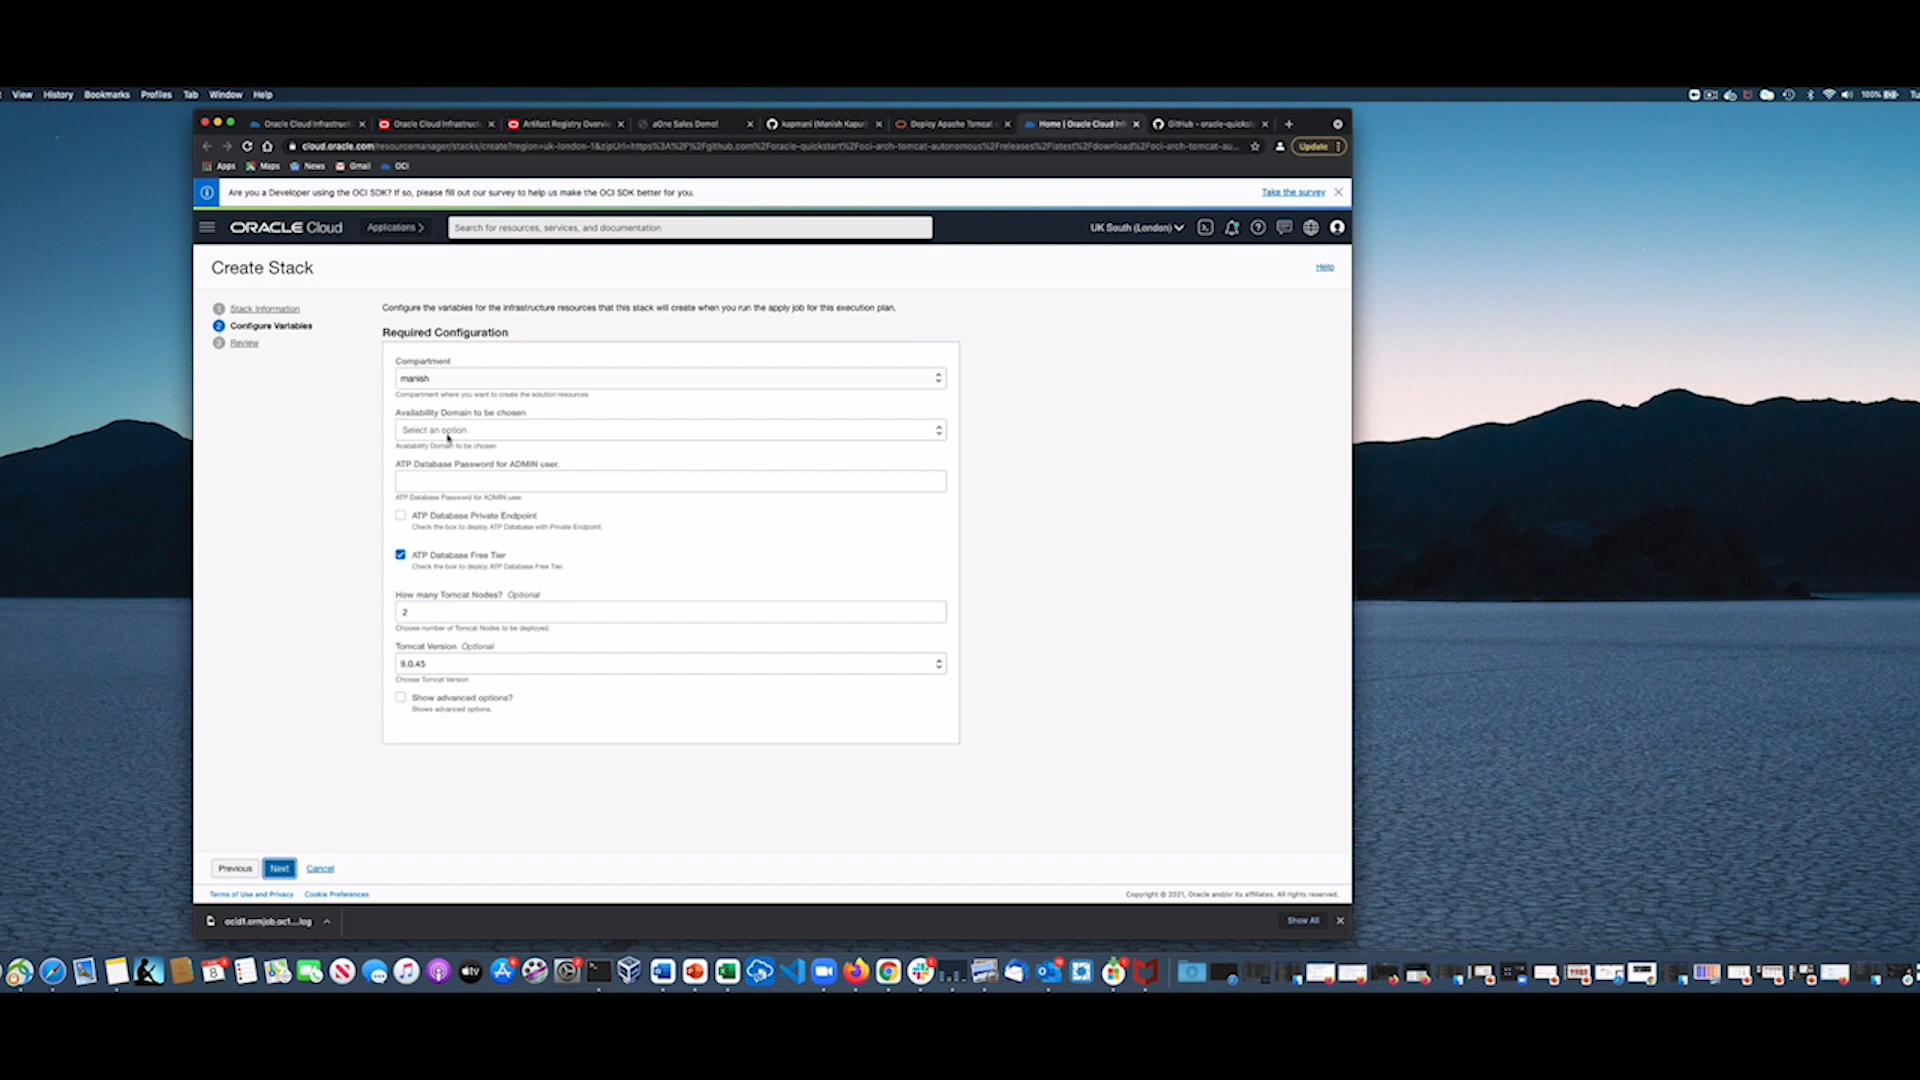 View History Bookmarks Profiles Tab Window Help
100%
Oracle Cloud Infrastruct Oracle Cloud Infrastruct Artifact Registry Overvie aOne Sales Demo! kapmani (Manish Kapur Deploy Apache Tomcat Home | Oracle Cloud Inf GitHub - oracle-quickst
cloud.oracle.com/resourcemanager/stacks/create?region=uk-london-1&zipUrl=https%3A%2F%2Fgithub.com%2Foracle-quickstart%2Foci-arch-tomcat-autonomous%2Freleases%2Flatest%2Fdownload%2Foci-arch-tomcat-au... Update
Apps Maps News Gmail OCI
Are you a Developer using the OCI SDK? If so, please fill out our survey to help us make the OCI SDK better for you. Take the survey
ORACLE Cloud Applications > Search for resources, services, and documentation UK South (London)
Create Stack Help
1 Stack Information
2 Configure Variables
3 Review
Configure the variables for the infrastructure resources that this stack will create when you run the apply job for this execution plan.
Required Configuration
Compartment
manish
Compartment where you want to create the solution resources
Availability Domain to be chosen
Select an option
Availability Domain to be chosen
ATP Database Password for ADMIN user.
ATP Database Password for ADMIN user.
ATP Database Private Endpoint
Check the box to deploy ATP Database with Private Endpoint.
ATP Database Free Tier
Check the box to deploy ATP Database Free Tier.
How many Tomcat Nodes? Optional
2
Choose number of Tomcat Nodes to be deployed.
Tomcat Version Optional
9.0.45
Choose Tomcat Version
Show advanced options?
Shows advanced options.
Previous Next Cancel
Terms of Use and Privacy Cookie Preferences Copyright © 2021, Oracle and/or its affiliates. All rights reserved.
ocid1.ormjob.oc1....log Show All
8
tv